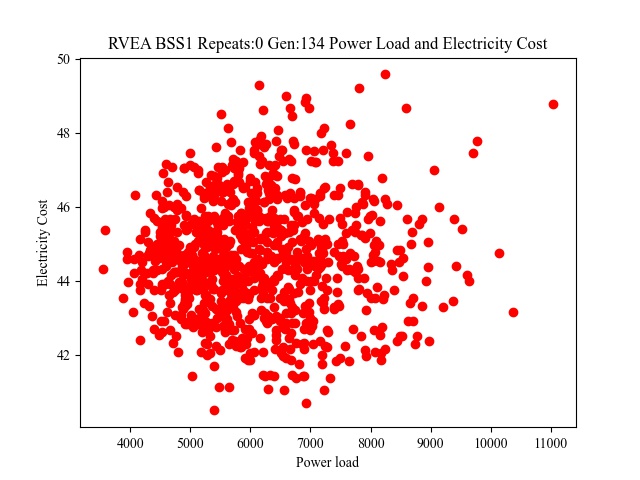 RVEA BSS1 Repeats:0 Gen:134 Power Load and Electricity Cost
50
48
46
44
42
Electricity Cost
4000 5000 6000 7000 8000 9000 10000 11000
Power load